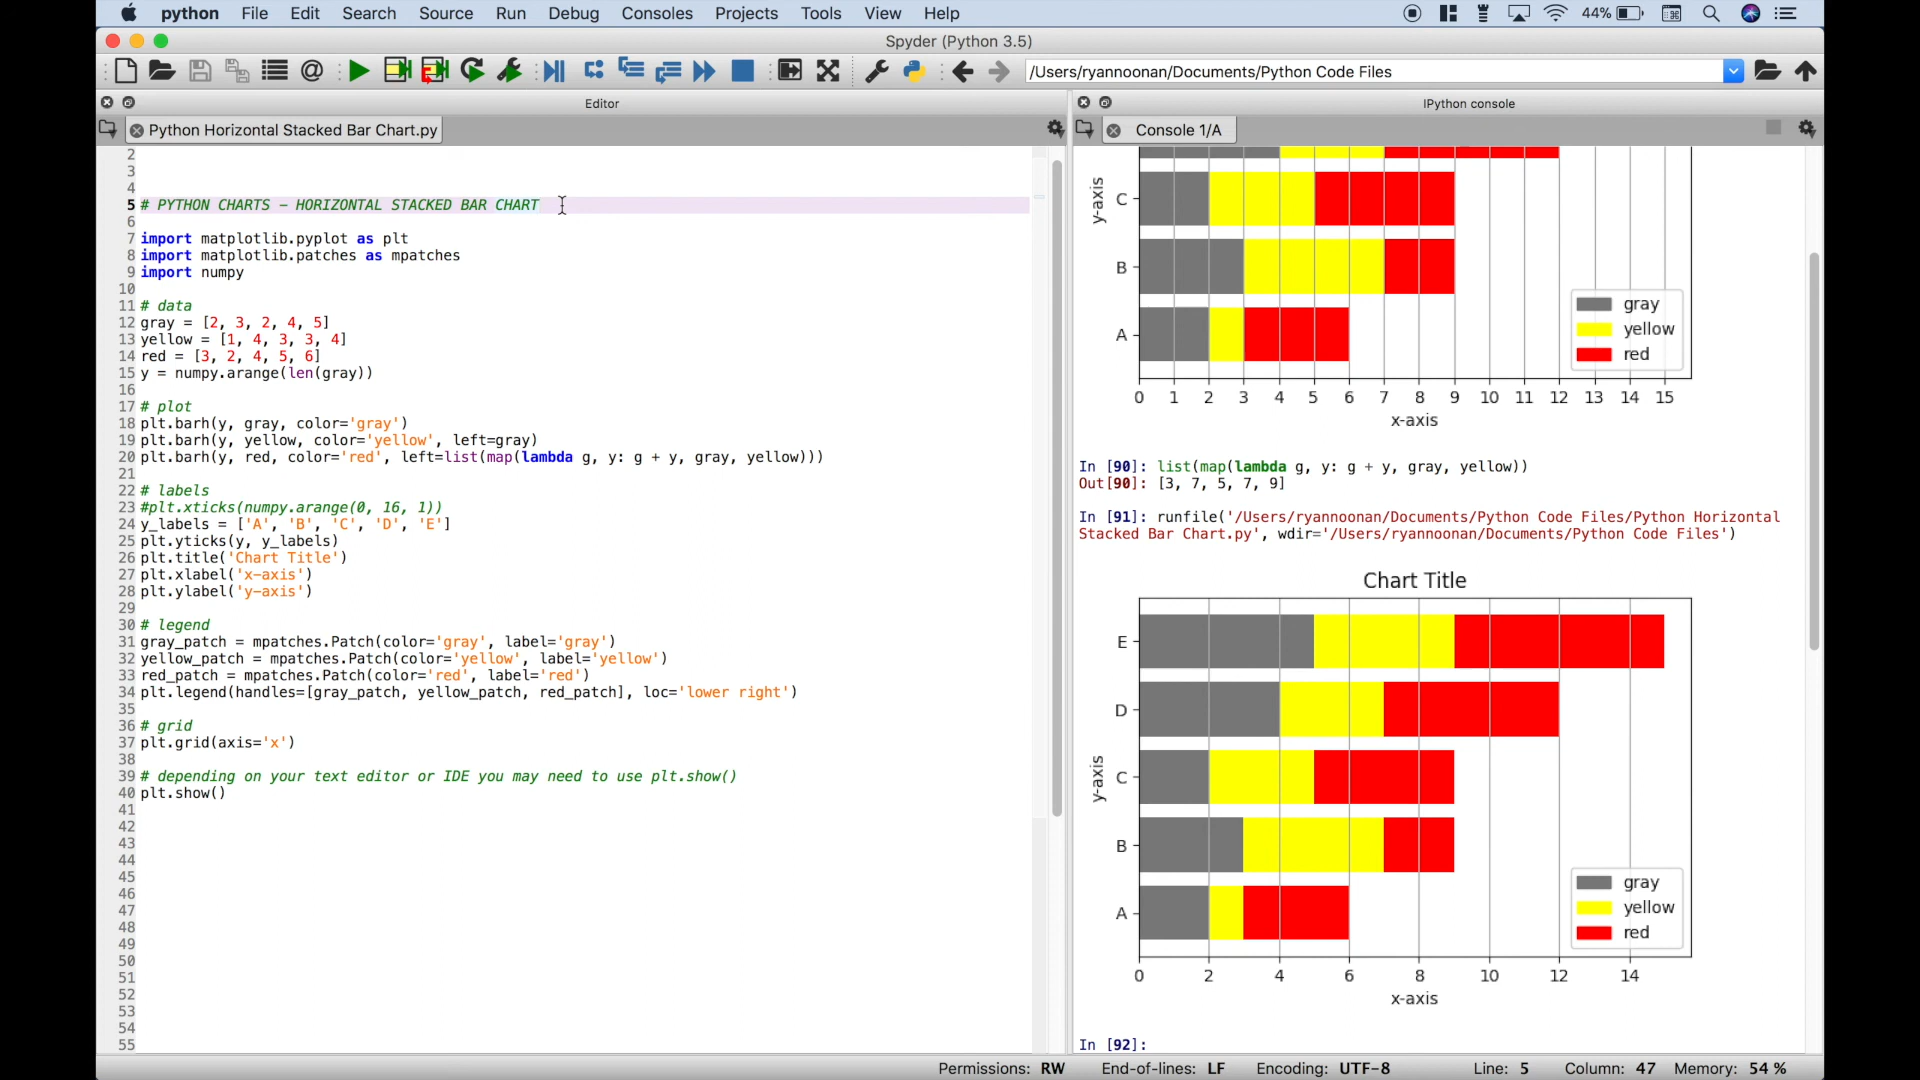 python File Edit Search Source Run Debug Consoles Projects Tools View Help 44%
Spyder (Python 3.5)
/Users/ryannoonan/Documents/Python Code Files
Editor
Python Horizontal Stacked Bar Chart.py
2
3
4
5 # PYTHON CHARTS - HORIZONTAL STACKED BAR CHART
6
7 import matplotlib.pyplot as plt
8 import matplotlib.patches as mpatches
9 import numpy
10
11 # data
12 gray = [2, 3, 2, 4, 5]
13 yellow = [1, 4, 3, 3, 4]
14 red = [3, 2, 4, 5, 6]
15 y = numpy.arange(len(gray))
16
17 # plot
18 plt.barh(y, gray, color='gray')
19 plt.barh(y, yellow, color='yellow', left=gray)
20 plt.barh(y, red, color='red', left=list(map(lambda g, y: g + y, gray, yellow)))
21
22 # labels
23 #plt.xticks(numpy.arange(0, 16, 1))
24 y_labels = ['A', 'B', 'C', 'D', 'E']
25 plt.yticks(y, y_labels)
26 plt.title('Chart Title')
27 plt.xlabel('x-axis')
28 plt.ylabel('y-axis')
29
30 # legend
31 gray_patch = mpatches.Patch(color='gray', label='gray')
32 yellow_patch = mpatches.Patch(color='yellow', label='yellow')
33 red_patch = mpatches.Patch(color='red', label='red')
34 plt.legend(handles=[gray_patch, yellow_patch, red_patch], loc='lower right')
35
36 # grid
37 plt.grid(axis='x')
38
39 # depending on your text editor or IDE you may need to use plt.show()
40 plt.show()
41
42
43
44
45
46
47
48
49
50
51
52
53
54
55
IPython console
Console 1/A
y-axis
C
B
A
gray
yellow
red
0 1 2 3 4 5 6 7 8 9 10 11 12 13 14 15
x-axis
In [90]: list(map(lambda g, y: g + y, gray, yellow))
Out[90]: [3, 7, 5, 7, 9]
In [91]: runfile('/Users/ryannoonan/Documents/Python Code Files/Python Horizontal
Stacked Bar Chart.py', wdir='/Users/ryannoonan/Documents/Python Code Files')
Chart Title
E
D
y-axis
C
B
A
gray
yellow
red
0 2 4 6 8 10 12 14
x-axis
In [92]:
Permissions: RW End-of-lines: LF Encoding: UTF-8 Line: 5 Column: 47 Memory: 54 %